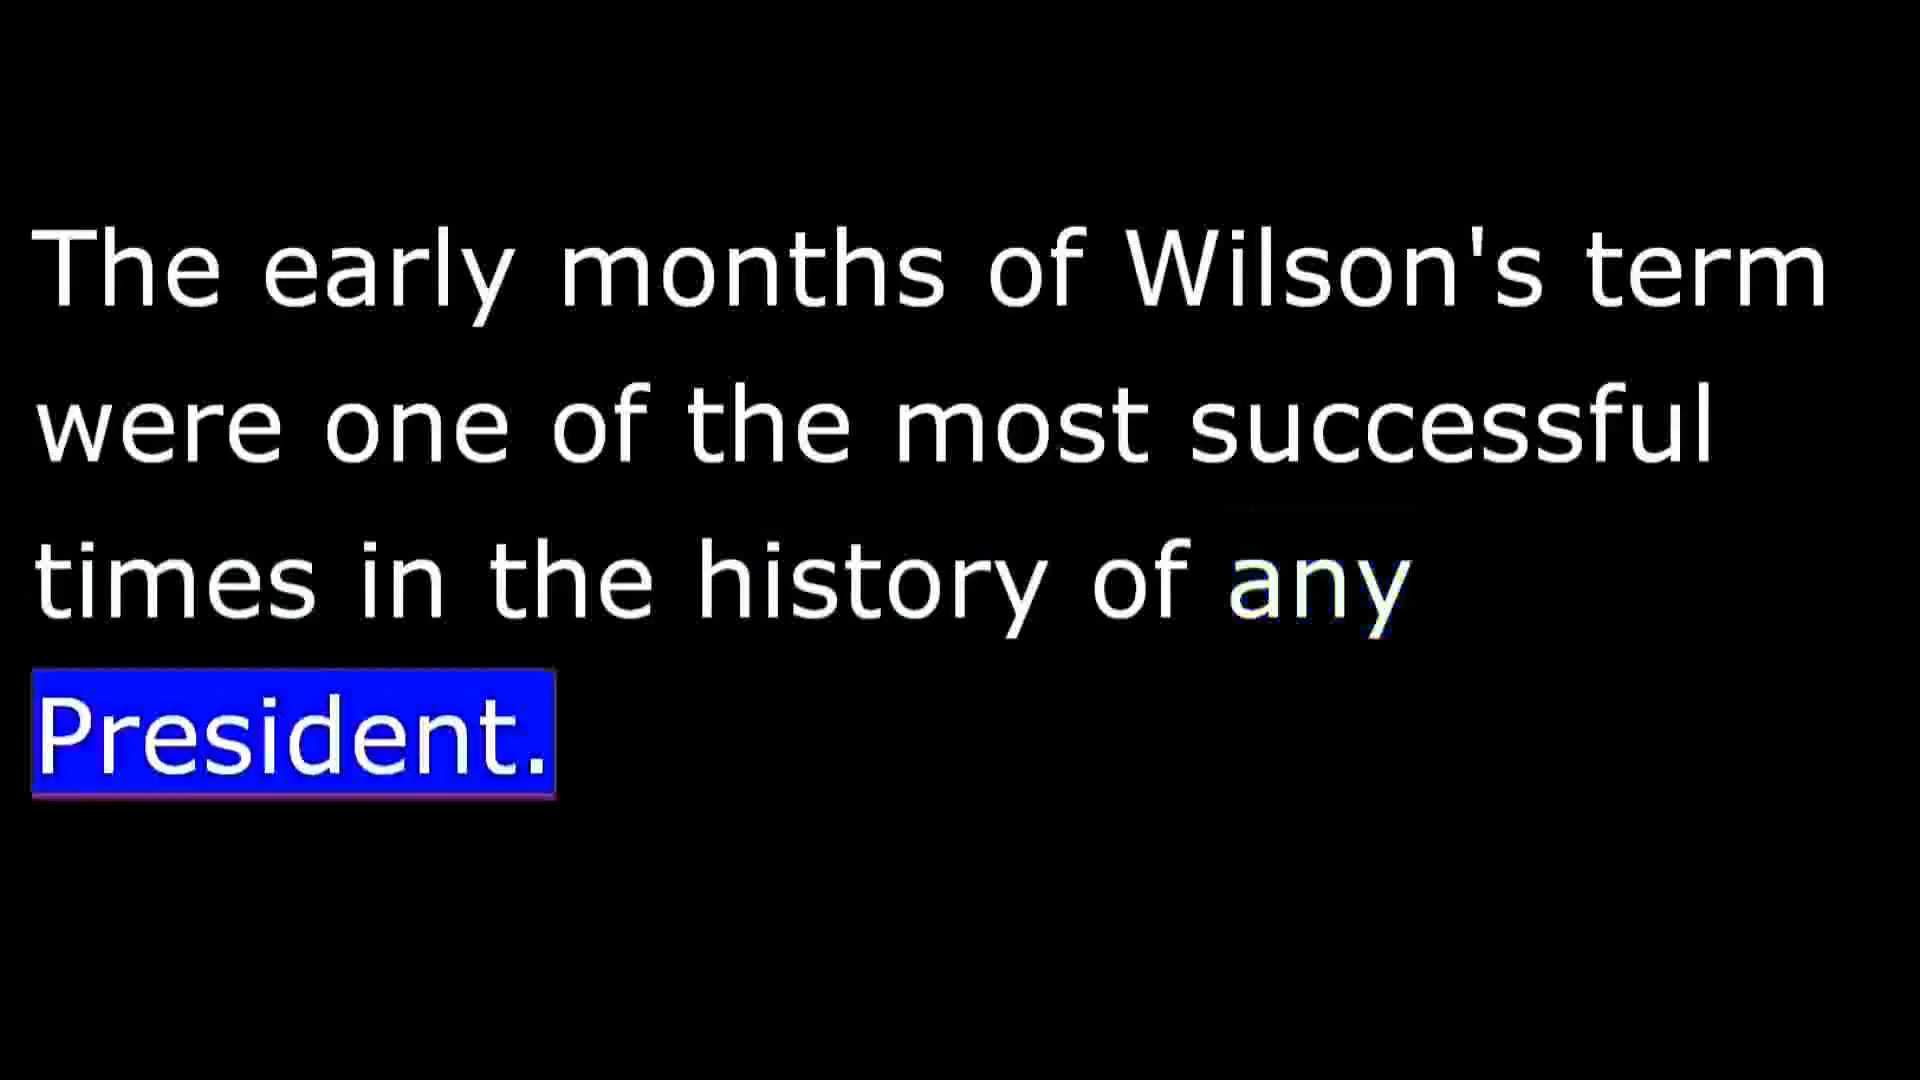 The early months of Wilson's term
were one of the most successful
times in the history of any
President.